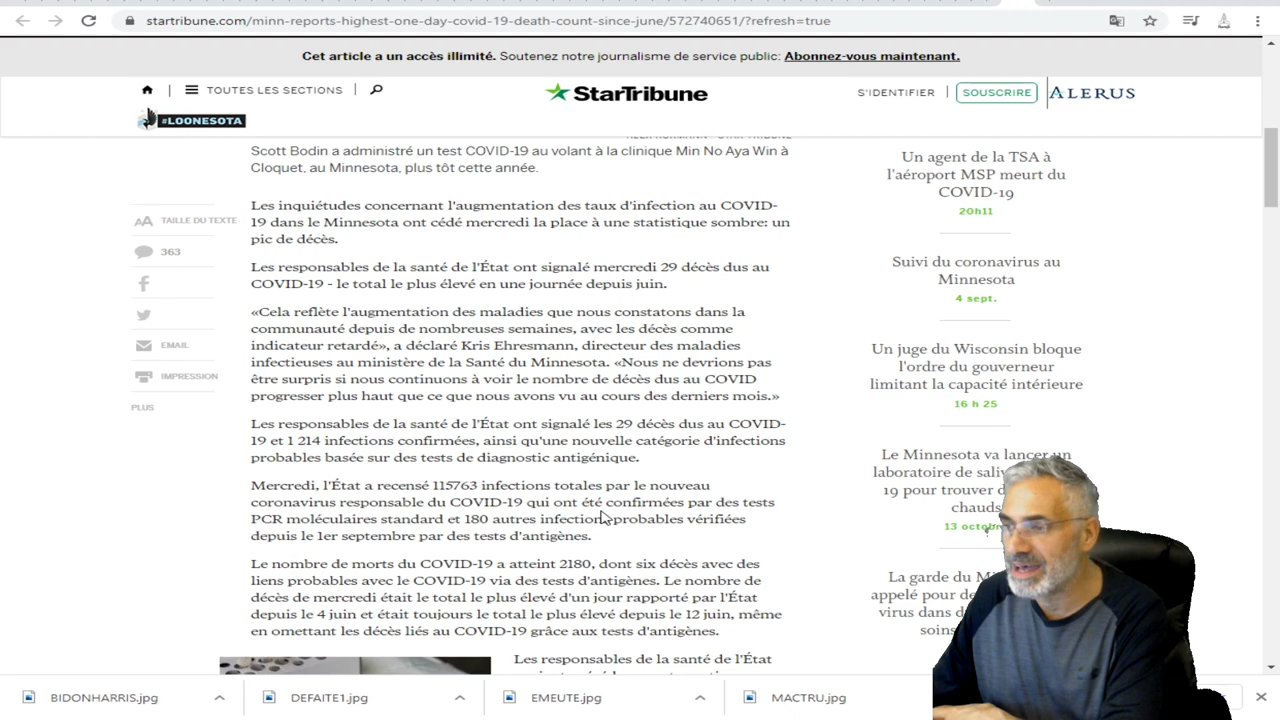 startribune.com/minn-reports-highest-one-day-covid-19-death-count-since-june/572740651/?refresh=true
Cet article a un accès illimité. Soutenez notre journalisme de service public: Abonnez-vous maintenant.
TOUTES LES SECTIONS
StarTribune
S'IDENTIFIER
SOUSCRIRE
ALERUS
#LOONESOTA
Scott Bodin a administré un test COVID-19 au volant à la clinique Min No Aya Win à
Cloquet, au Minnesota, plus tôt cette année.
AA TAILLE DU TEXTE
363
EMAIL
IMPRESSION
PLUS
Les inquiétudes concernant l'augmentation des taux d'infection au COVID-
19 dans le Minnesota ont cédé mercredi la place à une statistique sombre: un
pic de décès.
Les responsables de la santé de l'État ont signalé mercredi 29 décès dus au
COVID-19 - le total le plus élevé en une journée depuis juin.
«Cela reflète l'augmentation des maladies que nous constatons dans la
communauté depuis de nombreuses semaines, avec les décès comme
indicateur retardé», a déclaré Kris Ehresmann, directeur des maladies
infectieuses au ministère de la Santé du Minnesota. «Nous ne devrions pas
être surpris si nous continuons à voir le nombre de décès dus au COVID
progresser plus haut que ce que nous avons vu au cours des derniers mois.»
Les responsables de la santé de l'État ont signalé les 29 décès dus au COVID-
19 et 1 214 infections confirmées, ainsi qu'une nouvelle catégorie d'infections
probables basée sur des tests de diagnostic antigénique.
Mercredi, l'État a recensé 115763 infections totales par le nouveau
coronavirus responsable du COVID-19 qui ont été confirmées par des tests
PCR moléculaires standard et 180 autres infections probables vérifiées
depuis le 1er septembre par des tests d'antigènes.
Le nombre de morts du COVID-19 a atteint 2180, dont six décès avec des
liens probables avec le COVID-19 via des tests d'antigènes. Le nombre de
décès de mercredi était le total le plus élevé d'un jour rapporté par l'État
depuis le 4 juin et était toujours le total le plus élevé depuis le 12 juin, même
en omettant les décès liés au COVID-19 grâce aux tests d'antigènes.
Les responsables de la santé de l'État
Un agent de la TSA à
l'aéroport MSP meurt du
COVID-19
20h11
Suivi du coronavirus au
Minnesota
4 sept.
Un juge du Wisconsin bloque
l'ordre du gouverneur
limitant la capacité intérieure
16 h 25
Le Minnesota va lancer un
laboratoire de
19 pour trouver
chauds
13
La garde du
appelé pour
virus dans
soins
BIDONHARRIS.jpg
DEFAITE1.jpg
EMEUTE.jpg
MACTRU.jpg